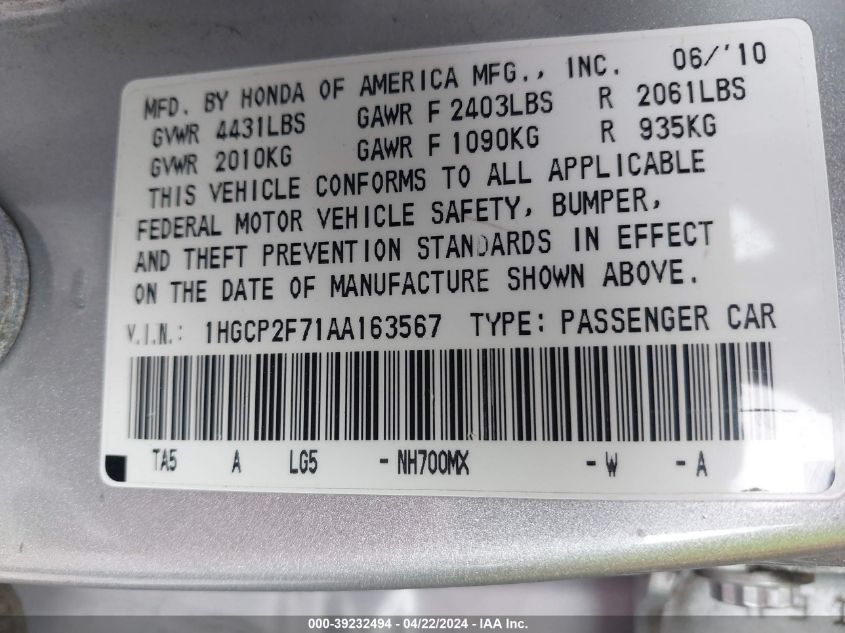 MFD. BY HONDA OF AMERICA MFG., INC. 06/'10
GVWR 4431LBS GAWR F 2403LBS R 2061LBS
GVWR 2010KG GAWR F 1090KG R 935KG
THIS VEHICLE CONFORMS TO ALL APPLICABLE
FEDERAL MOTOR VEHICLE SAFETY, BUMPER,
AND THEFT PREVENTION STANDARDS IN EFFECT
ON THE DATE OF MANUFACTURE SHOWN ABOVE.
V.I.N.: 1HGCP2F71AA163567 TYPE: PASSENGER CAR
TA5 A LG5 - NH700MX - W - A
000-39232494 - 04/22/2024 - IAA Inc.